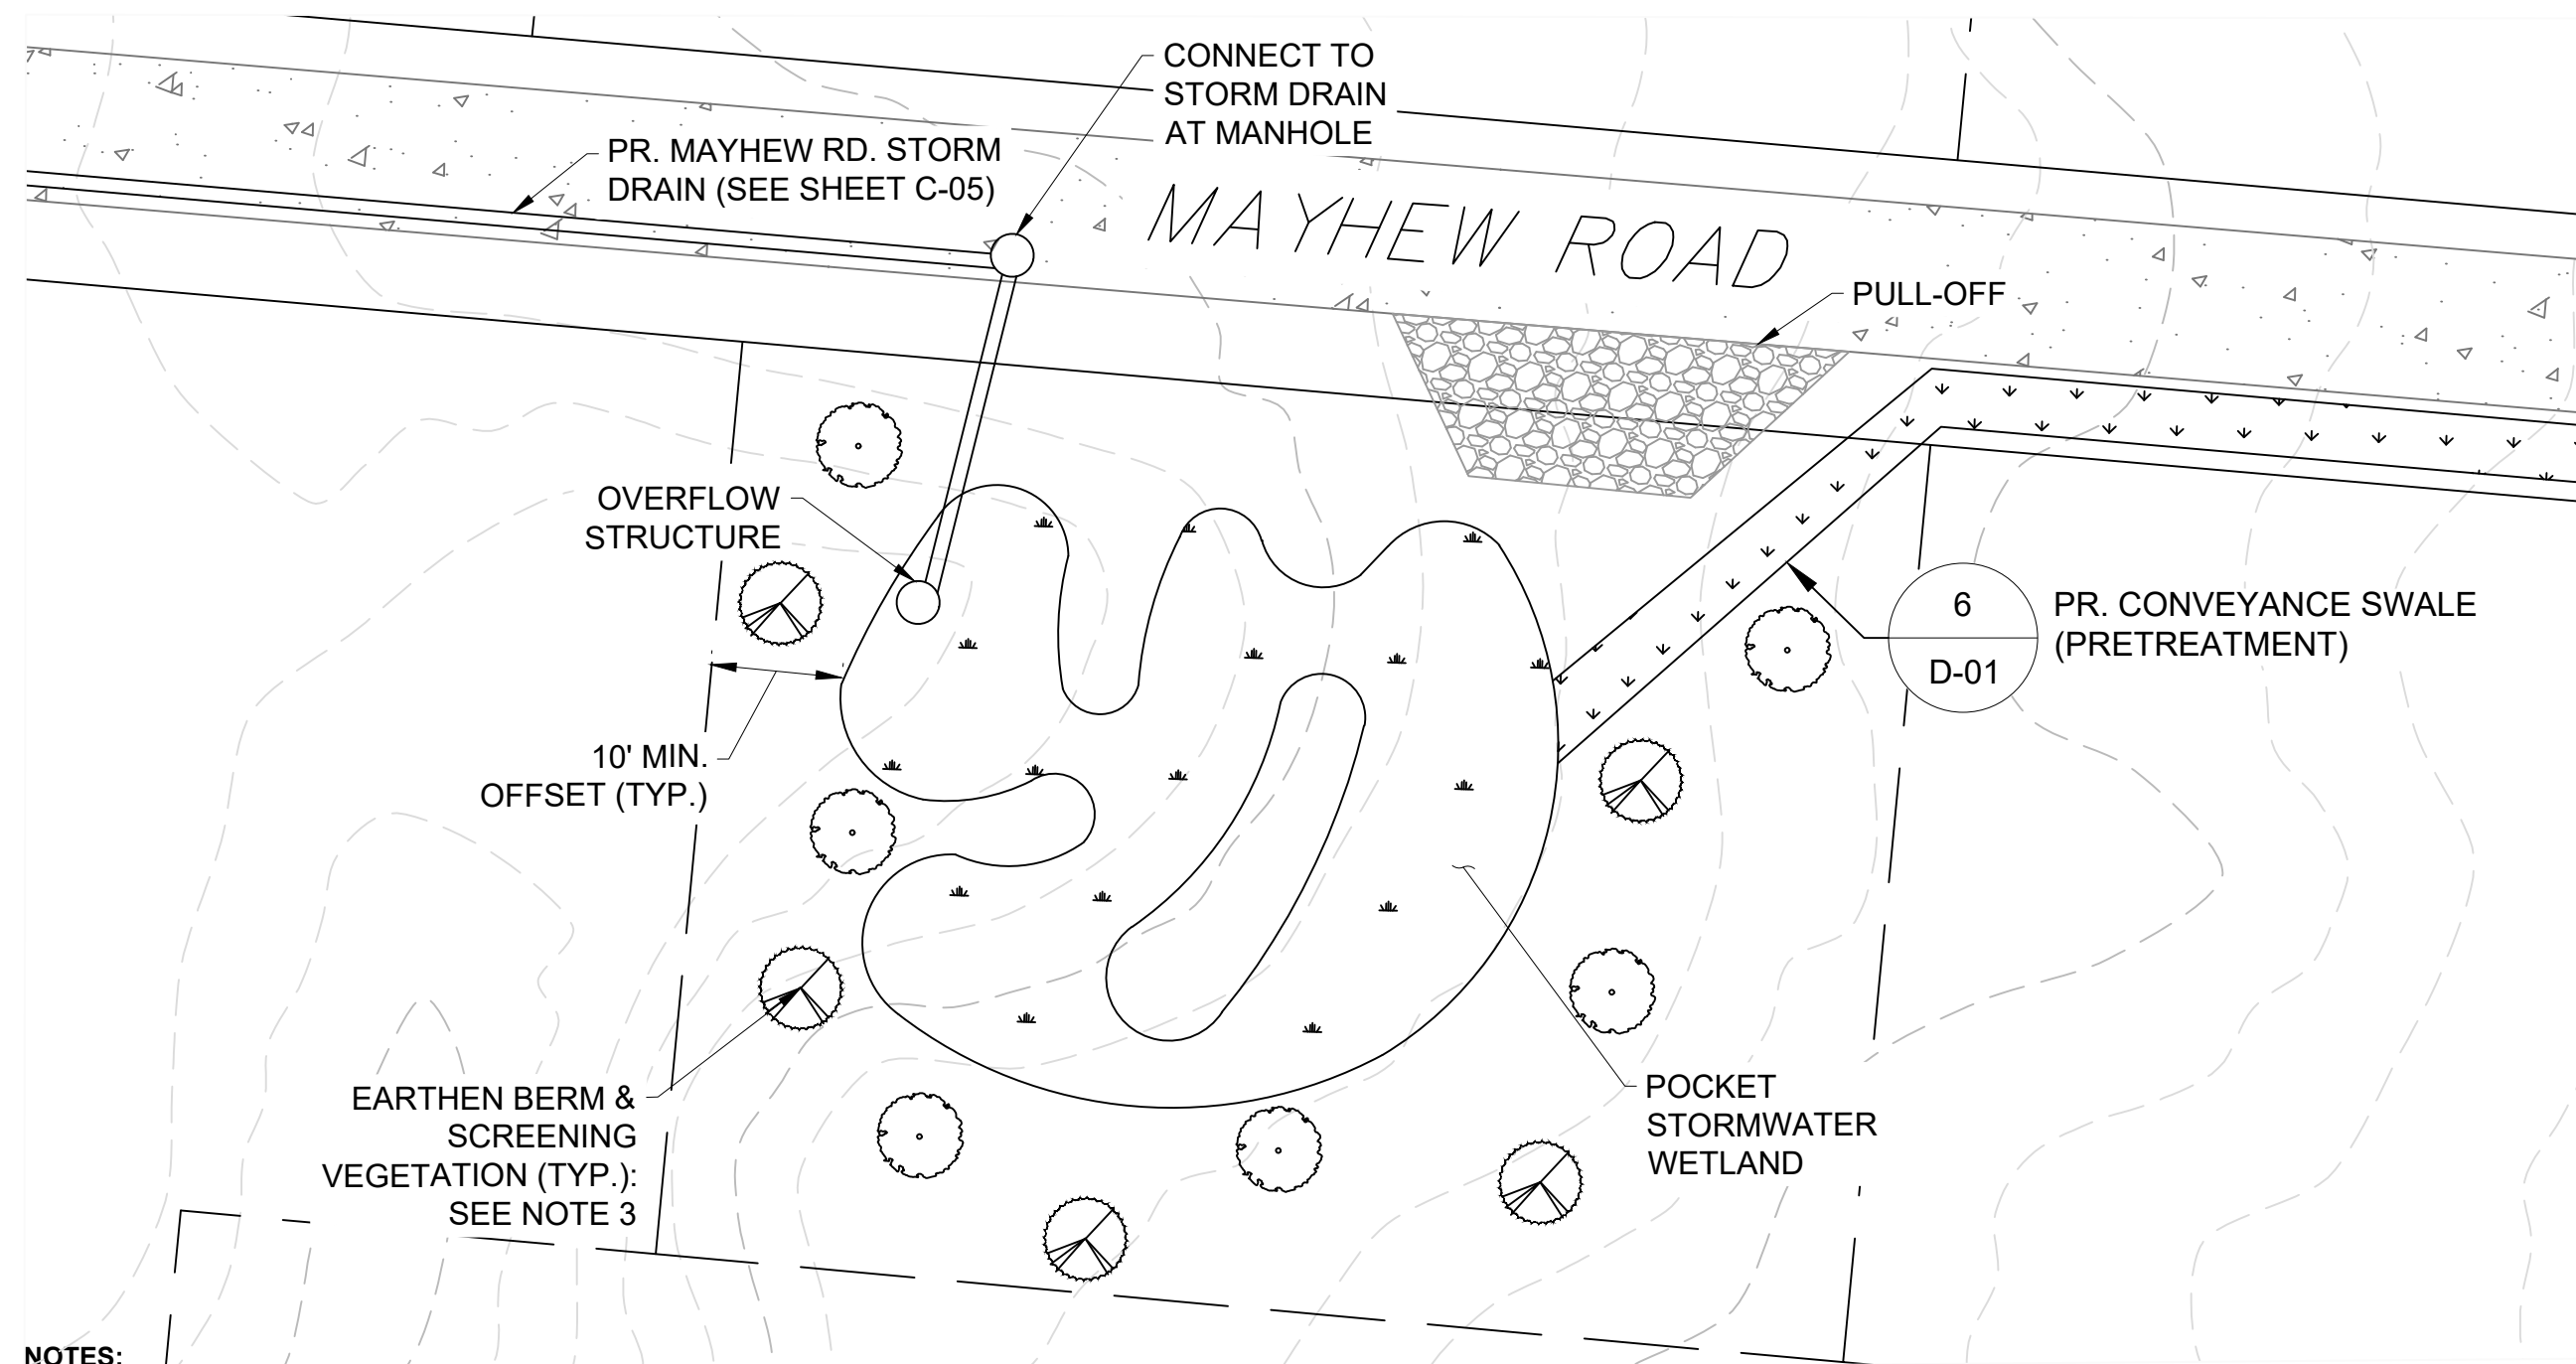 CONNECT TO
STORM DRAIN
AT MANHOLE
PR. MAYHEW RD. STORM
DRAIN (SEE SHEET C-05)
MAYHEW ROAD
PULL-OFF
OVERFLOW
STRUCTURE
6
D-01
PR. CONVEYANCE SWALE
(PRETREATMENT)
10' MIN.
OFFSET (TYP.)
EARTHEN BERM &
SCREENING
VEGETATION (TYP.):
SEE NOTE 3
POCKET
STORMWATER
WETLAND
NOTES: